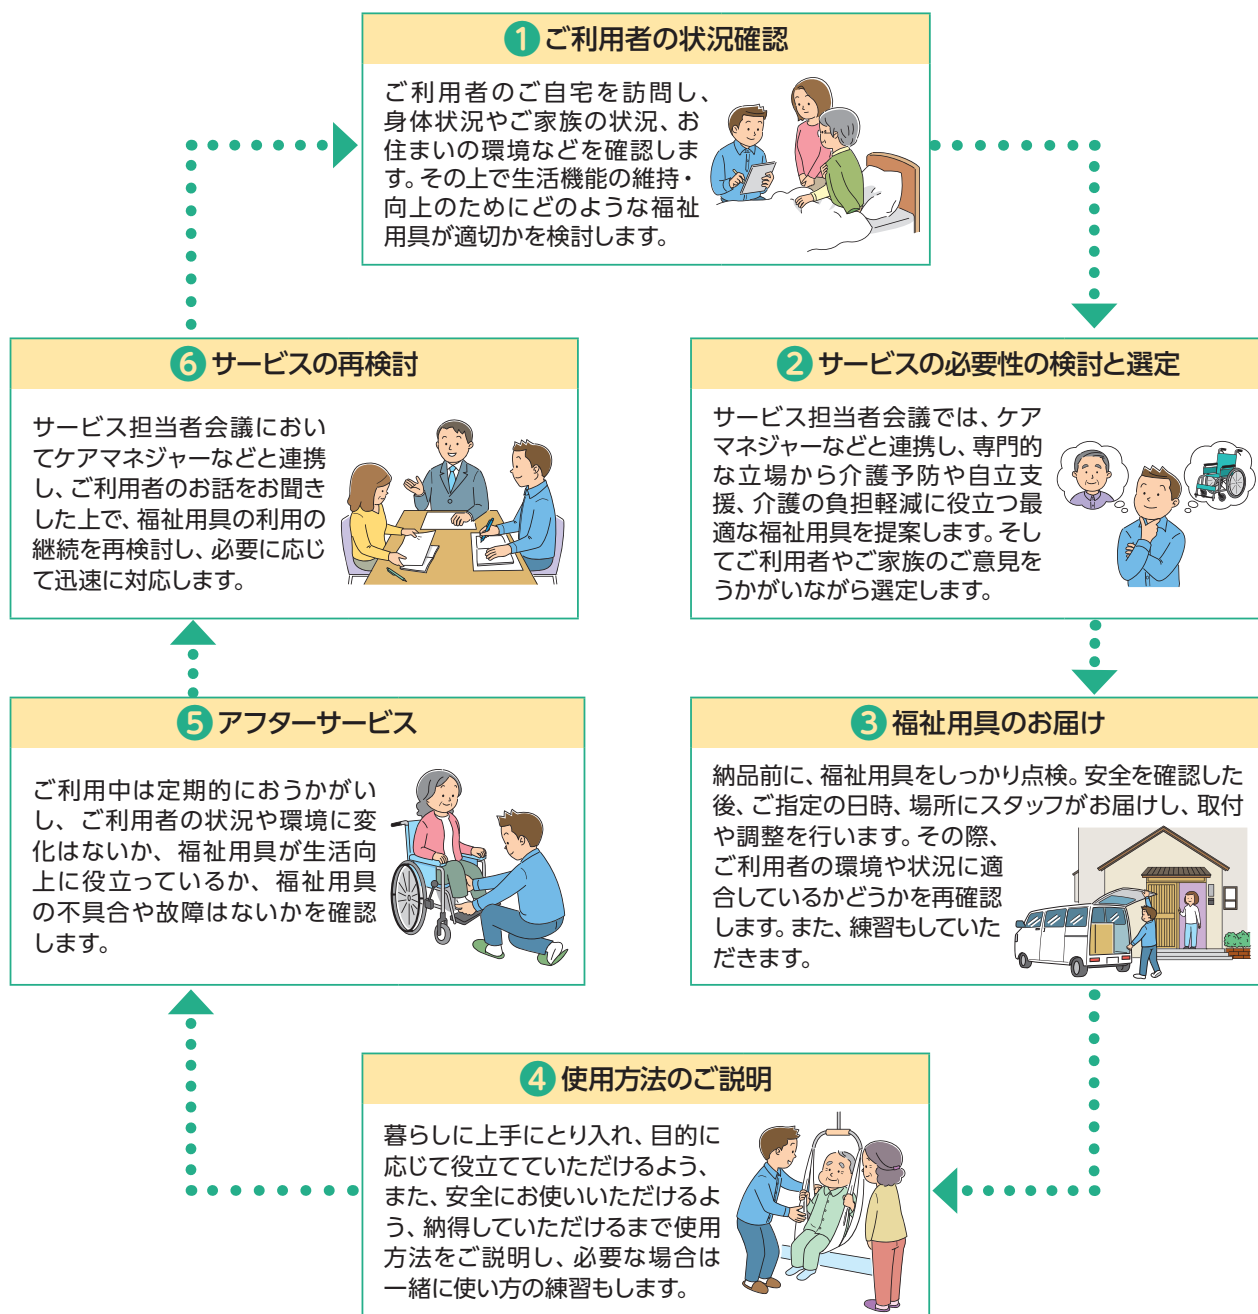 ❶ご利用者の状況確認
ご利用者のご自宅を訪問し、
身体状況やご家族の状況、お
住まいの環境などを確認しま
す。その上で生活機能の維持・
向上のためにどのような福祉
用具が適切かを検討します。
❷サービスの必要性の検討と選定
サービス担当者会議では、ケア
マネジャーなどと連携し、専門的
な立場から介護予防や自立支
援、介護の負担軽減に役立つ最
適な福祉用具を提案します。そし
てご利用者やご家族のご意見を
うかがいながら選定します。
❸福祉用具のお届け
納品前に、福祉用具をしっかり点検。安全を確認した
後、ご指定の日時、場所にスタッフがお届けし、取付
や調整を行います。その際、
ご利用者の環境や状況に適
合しているかどうかを再確認
します。また、練習もしていた
だきます。
❹使用方法のご説明
暮らしに上手にとり入れ、目的に
応じて役立てていただけるよう、
また、安全にお使いいただけるよ
う、納得していただけるまで使用
方法をご説明し、必要な場合は
一緒に使い方の練習もします。
❺アフターサービス
ご利用中は定期的におうかがい
し、ご利用者の状況や環境に変
化はないか、福祉用具が生活向
上に役立っているか、福祉用具
の不具合や故障はないかを確認
します。
❻サービスの再検討
サービス担当者会議におい
てケアマネジャーなどと連携
し、ご利用者のお話をお聞き
した上で、福祉用具の利用の
継続を再検討し、必要に応じ
て迅速に対応します。